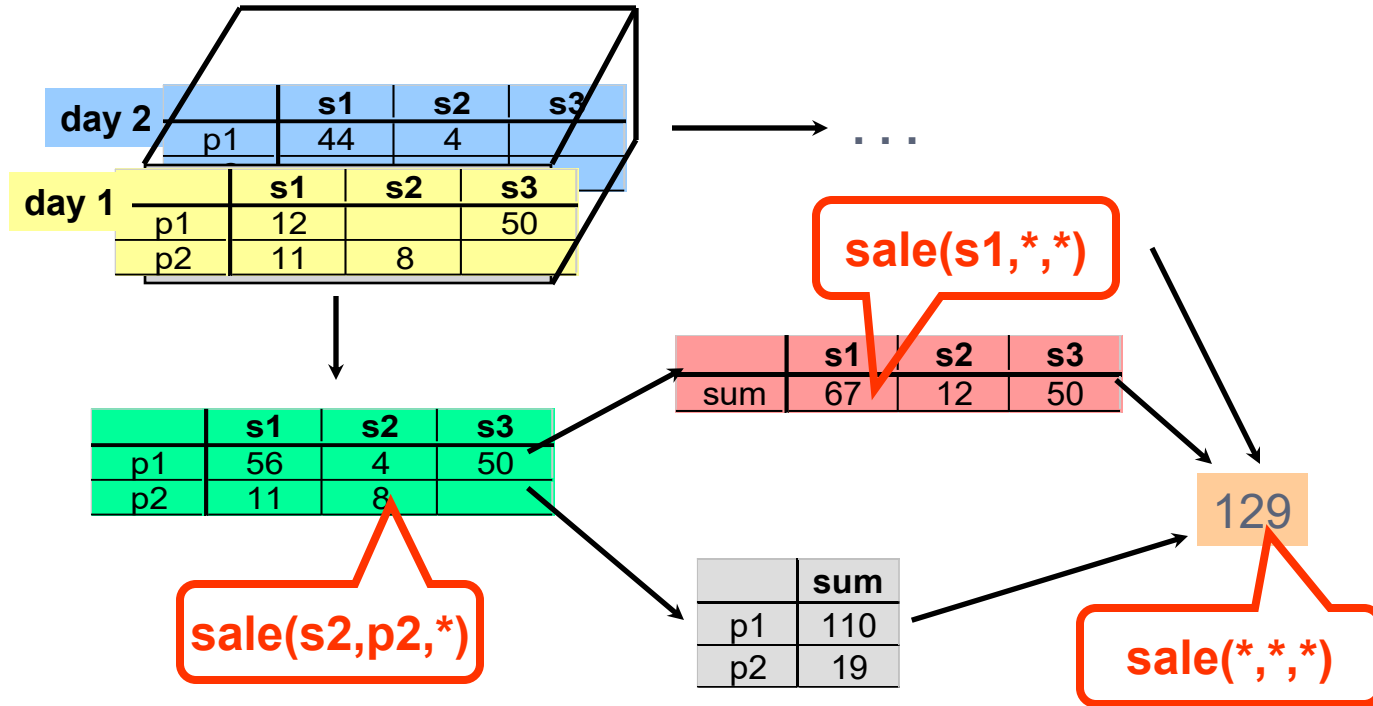 day 2
s1 s2 s3
p1 44 4
day 1
s1 s2 s3
p1 12 50
p2 11 8
. . .
sale(s1,*,*)
s1 s2 s3
sum 67 12 50
s1 s2 s3
p1 56 4 50
p2 11 8
129
sale(s2,p2,*)
sum
p1 110
p2 19
sale(*,*,*)